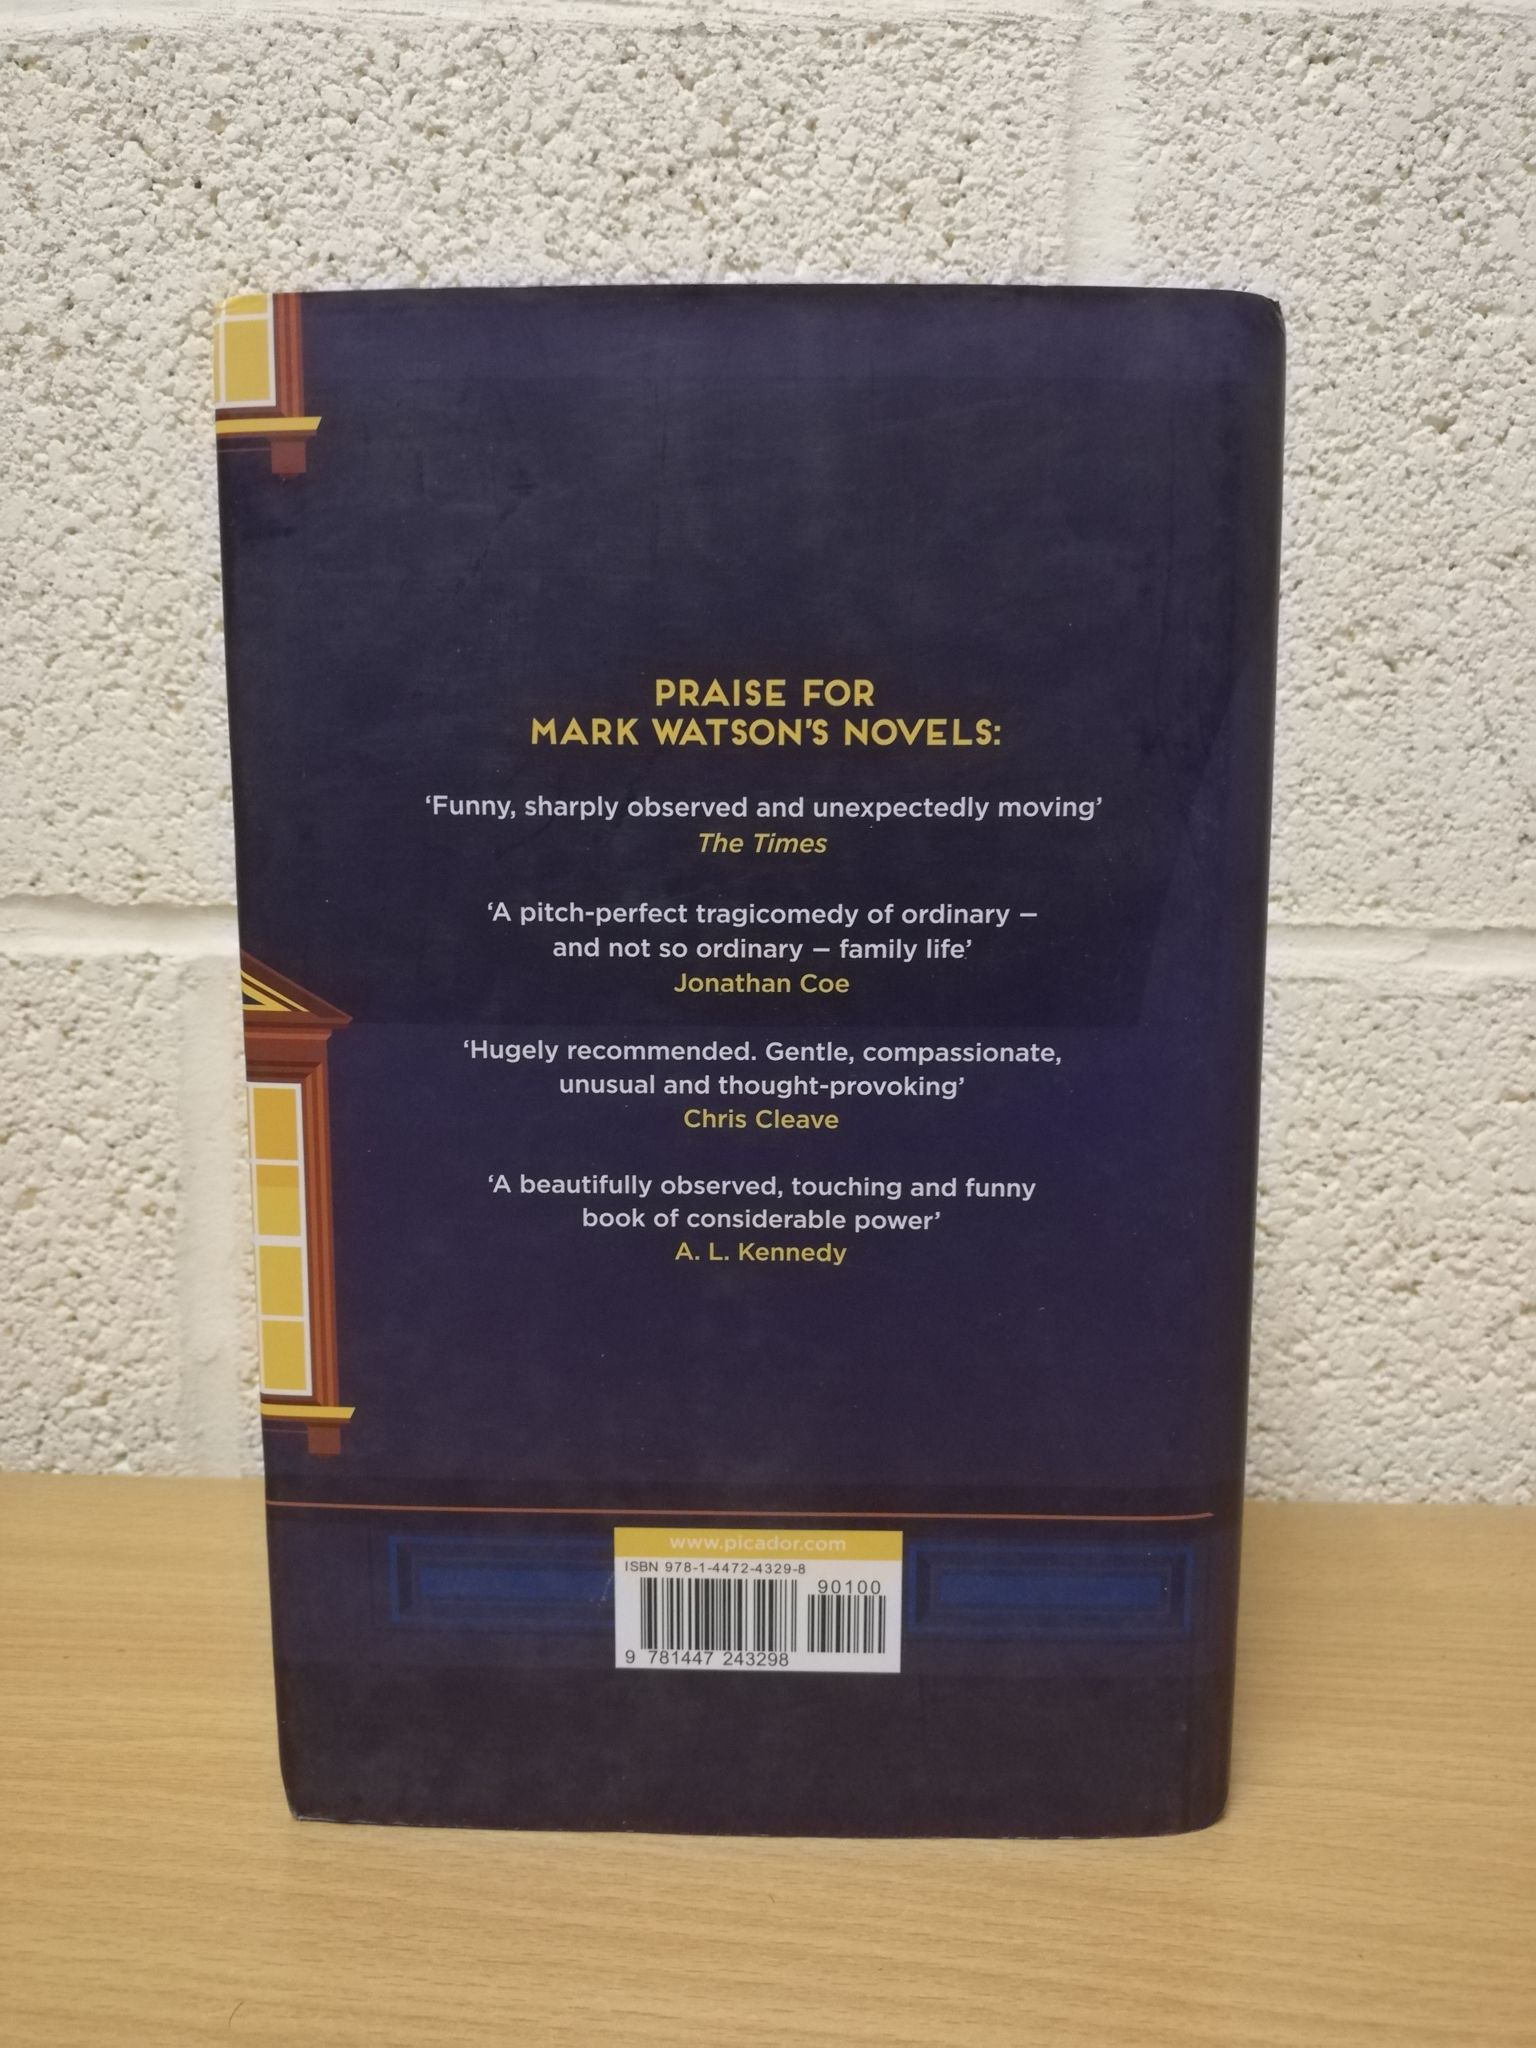 PRAISE FOR
MARK WATSON'S NOVELS:
‘Funny, sharply observed and unexpectedly moving’
The Times
‘A pitch-perfect tragicomedy of ordinary –
and not so ordinary – family life’
Jonathan Coe
‘Hugely recommended. Gentle, compassionate,
unusual and thought-provoking’
Chris Cleave
‘A beautifully observed, touching and funny
book of considerable power’
A. L. Kennedy
www.picador.com
ISBN 978-1-4472-4329-8
90100
9 781447 243298